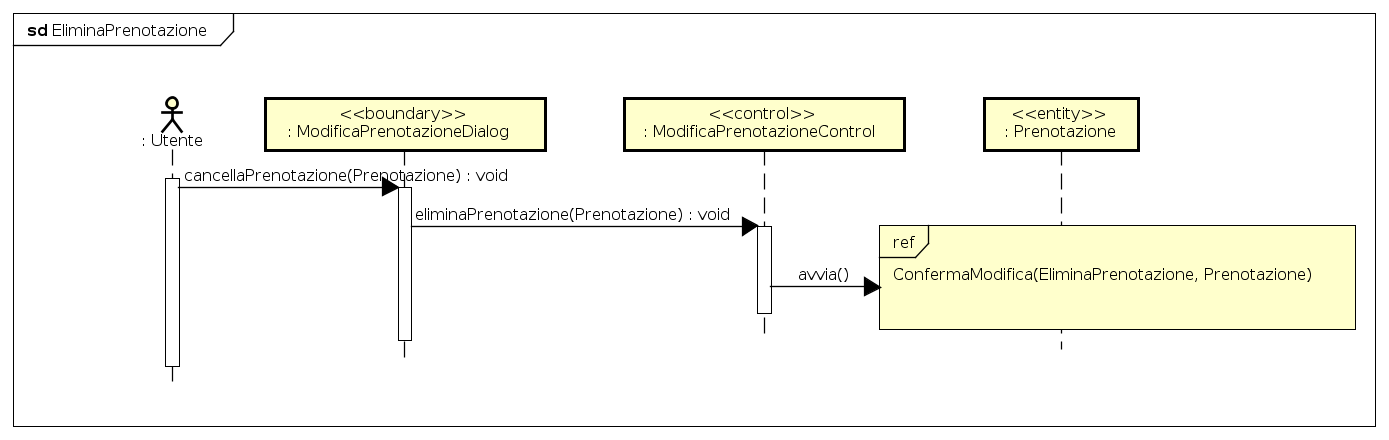 sd EliminaPrenotazione
: Utente
<<boundary>>
: ModificaPrenotazioneDialog
<<control>>
: ModificaPrenotazioneControl
<<entity>>
: Prenotazione
cancellaPrenotazione(Prenotazione) : void
eliminaPrenotazione(Prenotazione) : void
ref
avvia()
ConfermaModifica(EliminaPrenotazione, Prenotazione)